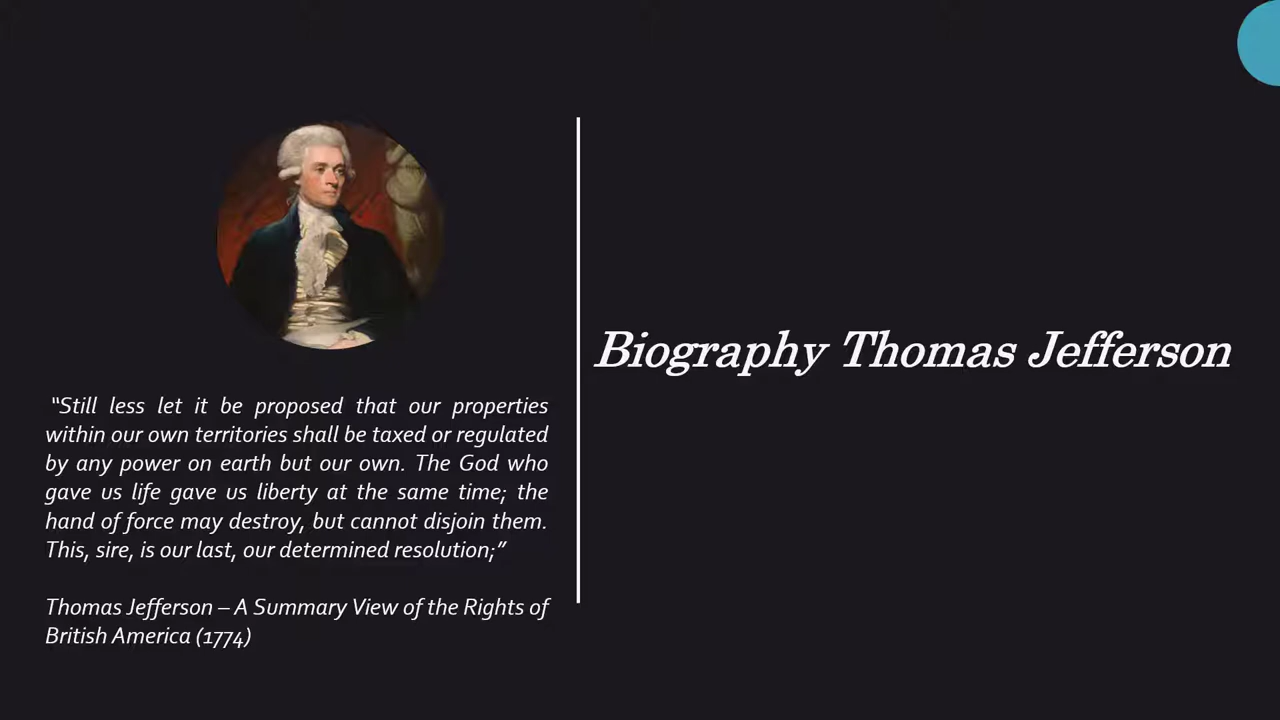 “Still less let it be proposed that our properties
within our own territories shall be taxed or regulated
by any power on earth but our own. The God who
gave us life gave us liberty at the same time; the
hand of force may destroy, but cannot disjoin them.
This, sire, is our last, our determined resolution;”
Thomas Jefferson – A Summary View of the Rights of
British America (1774)
Biography Thomas Jefferson